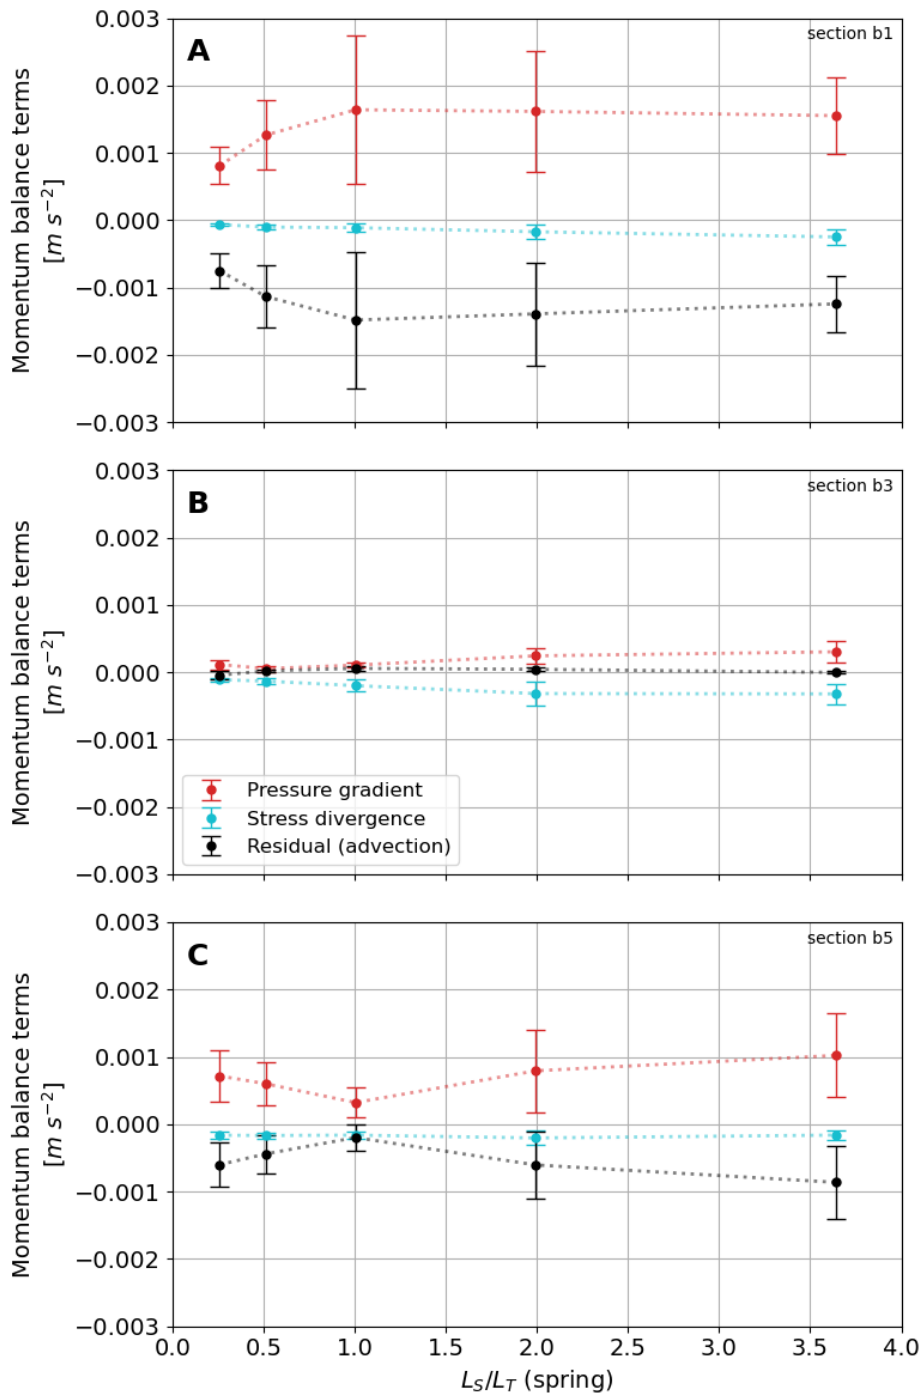 A
section b1
0.003
0.002
0.001
0.000
−0.001
−0.002
−0.003
Momentum balance terms
[m s⁻²]
B
section b3
0.003
0.002
0.001
0.000
−0.001
−0.002
−0.003
Momentum balance terms
[m s⁻²]
Pressure gradient
Stress divergence
Residual (advection)
C
section b5
0.003
0.002
0.001
0.000
−0.001
−0.002
−0.003
Momentum balance terms
[m s⁻²]
0.0 0.5 1.0 1.5 2.0 2.5 3.0 3.5 4.0
L_S/L_T (spring)